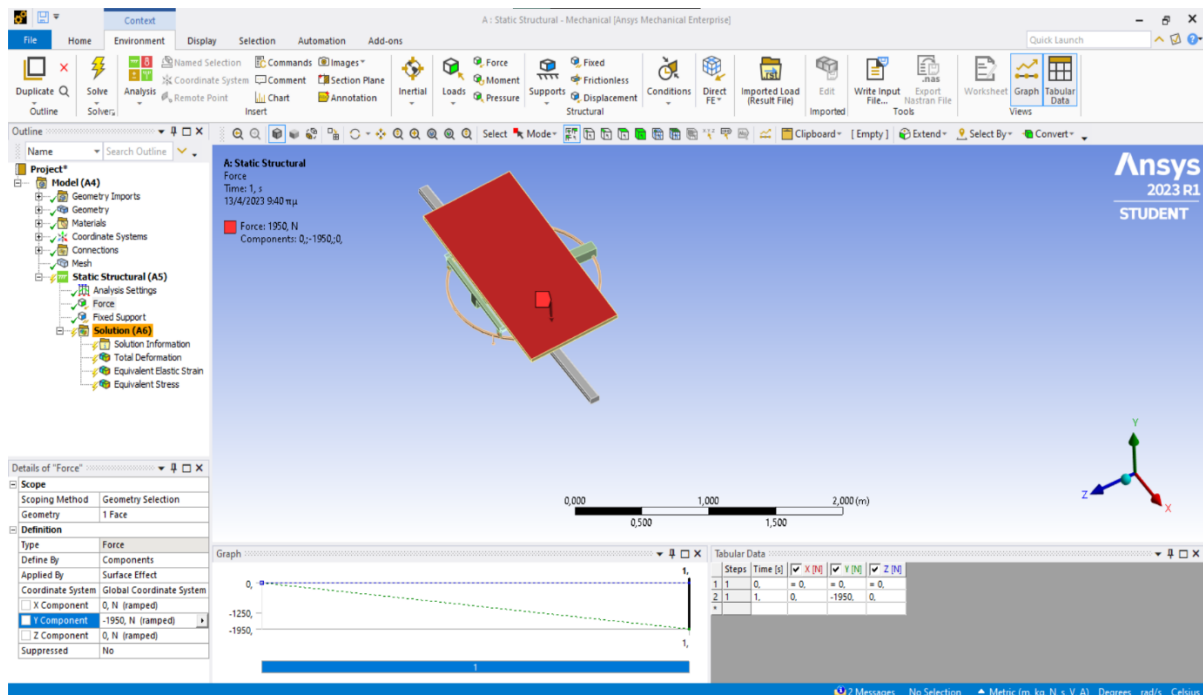 Context
A : Static Structural - Mechanical [Ansys Mechanical Enterprise]
File Home Environment Display Selection Automation Add-ons
Quick Launch
Duplicate
Outline
Solve
Solver
Analysis
Named Selection
Coordinate System
Remote Point
Commands
Comment
Chart
Images
Section Plane
Annotation
Insert
Inertial
Loads
Force
Moment
Pressure
Supports
Fixed
Frictionless
Displacement
Structural
Conditions
Direct
FE
Imported Load
(Result File)
Edit
Imported
Write Input
File...
Export
Nastran File
.nas
Tools
Worksheet
Graph
Tabular
Data
Views
Outline
Name Search Outline
Select Mode Clipboard [ Empty ] Extend Select By Convert
Project*
Model (A4)
Geometry Imports
Geometry
Materials
Coordinate Systems
Connections
Mesh
Static Structural (A5)
Analysis Settings
Force
Fixed Support
Solution (A6)
Solution Information
Total Deformation
Equivalent Elastic Strain
Equivalent Stress
A: Static Structural
Force
Time: 1, s
13/4/2023 9:40 πμ
Force: 1950, N
Components: 0,;-1950,;0,
Ansys
2023 R1
STUDENT
Y
Z
X
0,000 1,000 2,000 (m)
0,500 1,500
Details of "Force"
Scope
Scoping Method Geometry Selection
Geometry 1 Face
Definition
Type Force
Define By Components
Applied By Surface Effect
Coordinate System Global Coordinate System
X Component 0, N (ramped)
Y Component -1950, N (ramped)
Z Component 0, N (ramped)
Suppressed No
Graph
1,
0,
-1250,
-1950,
1,
1
Tabular Data
Steps Time [s] X [N] Y [N] Z [N]
1 1 0, = 0, = 0, = 0,
2 1 1, 0, -1950, 0,
*
2 Messages No Selection Metric (m, kg, N, s, V, A) Degrees rad/s Celsius